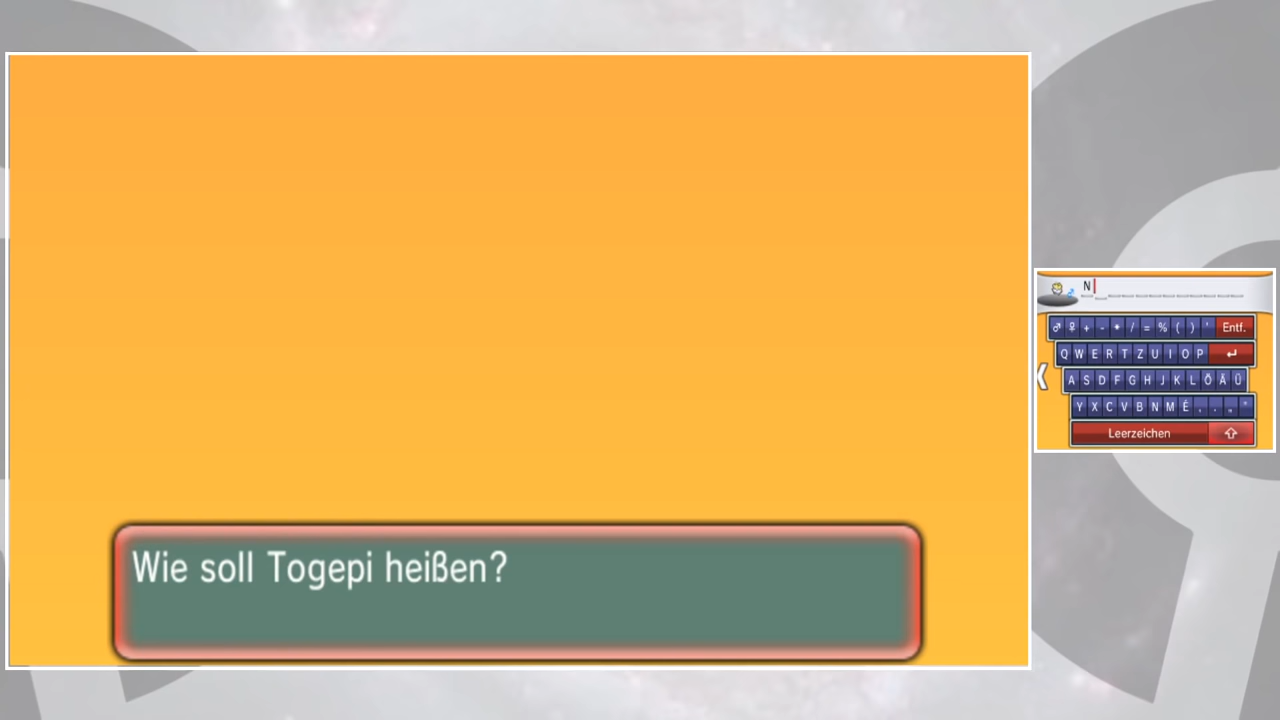 Wie soll Togepi heißen?
N
♂ ♀ + - * / = % ( ) ' Entf.
Q W E R T Z U I O P
A S D F G H J K L Ö Ä Ü
Y X C V B N M É , . „ “
Leerzeichen